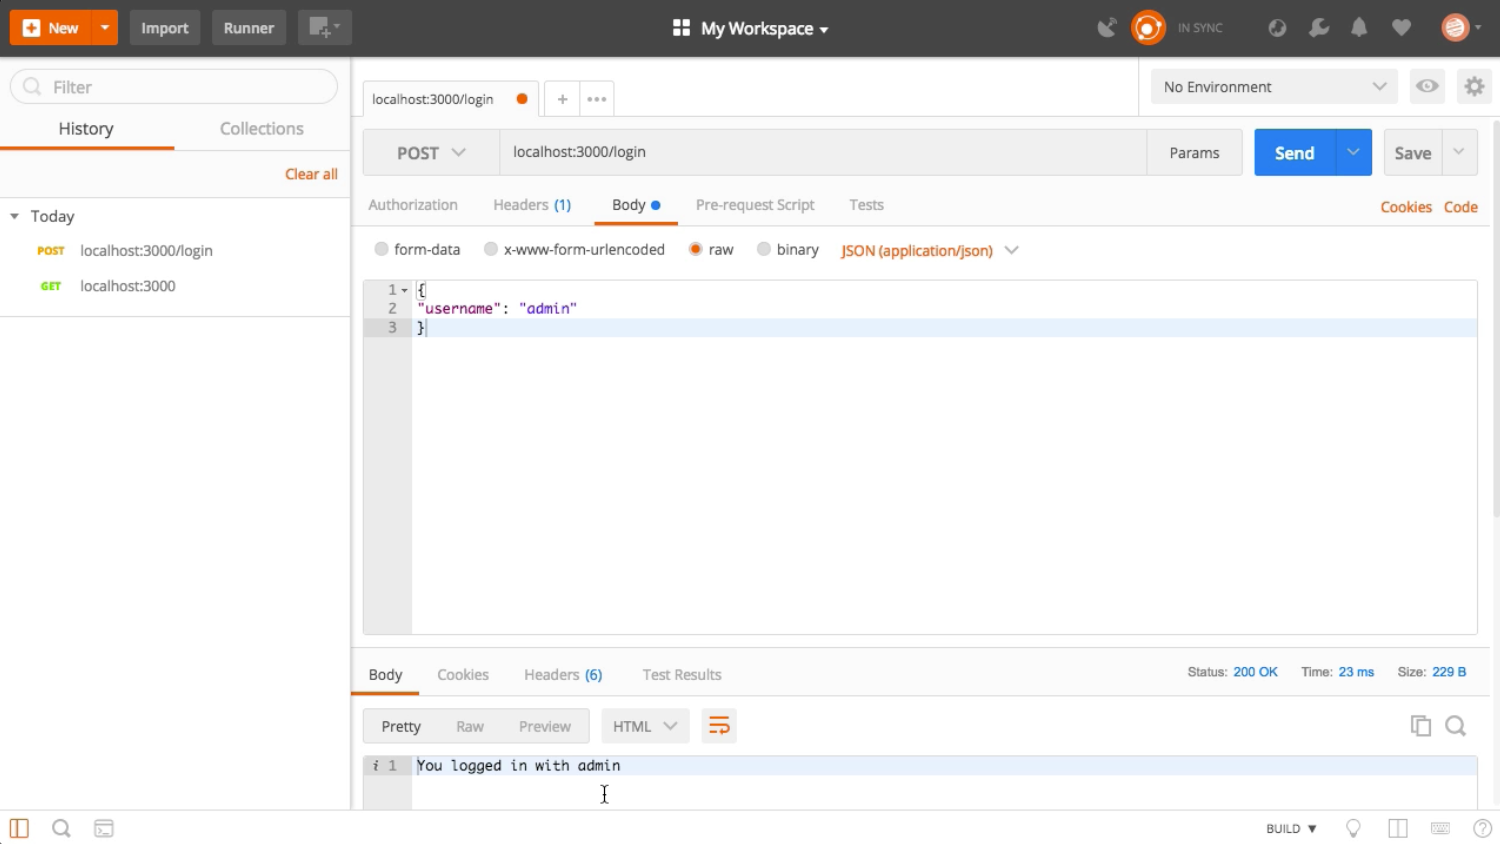 New Import Runner My Workspace IN SYNC
Filter
History Collections
Clear all
Today
POST localhost:3000/login
GET localhost:3000
localhost:3000/login + ••• No Environment
POST localhost:3000/login Params Send Save
Authorization Headers (1) Body Pre-request Script Tests Cookies Code
form-data x-www-form-urlencoded raw binary JSON (application/json)
1 {
2 "username": "admin"
3 }
Body Cookies Headers (6) Test Results Status: 200 OK Time: 23 ms Size: 229 B
Pretty Raw Preview HTML
i 1 You logged in with admin
BUILD ▼ ?